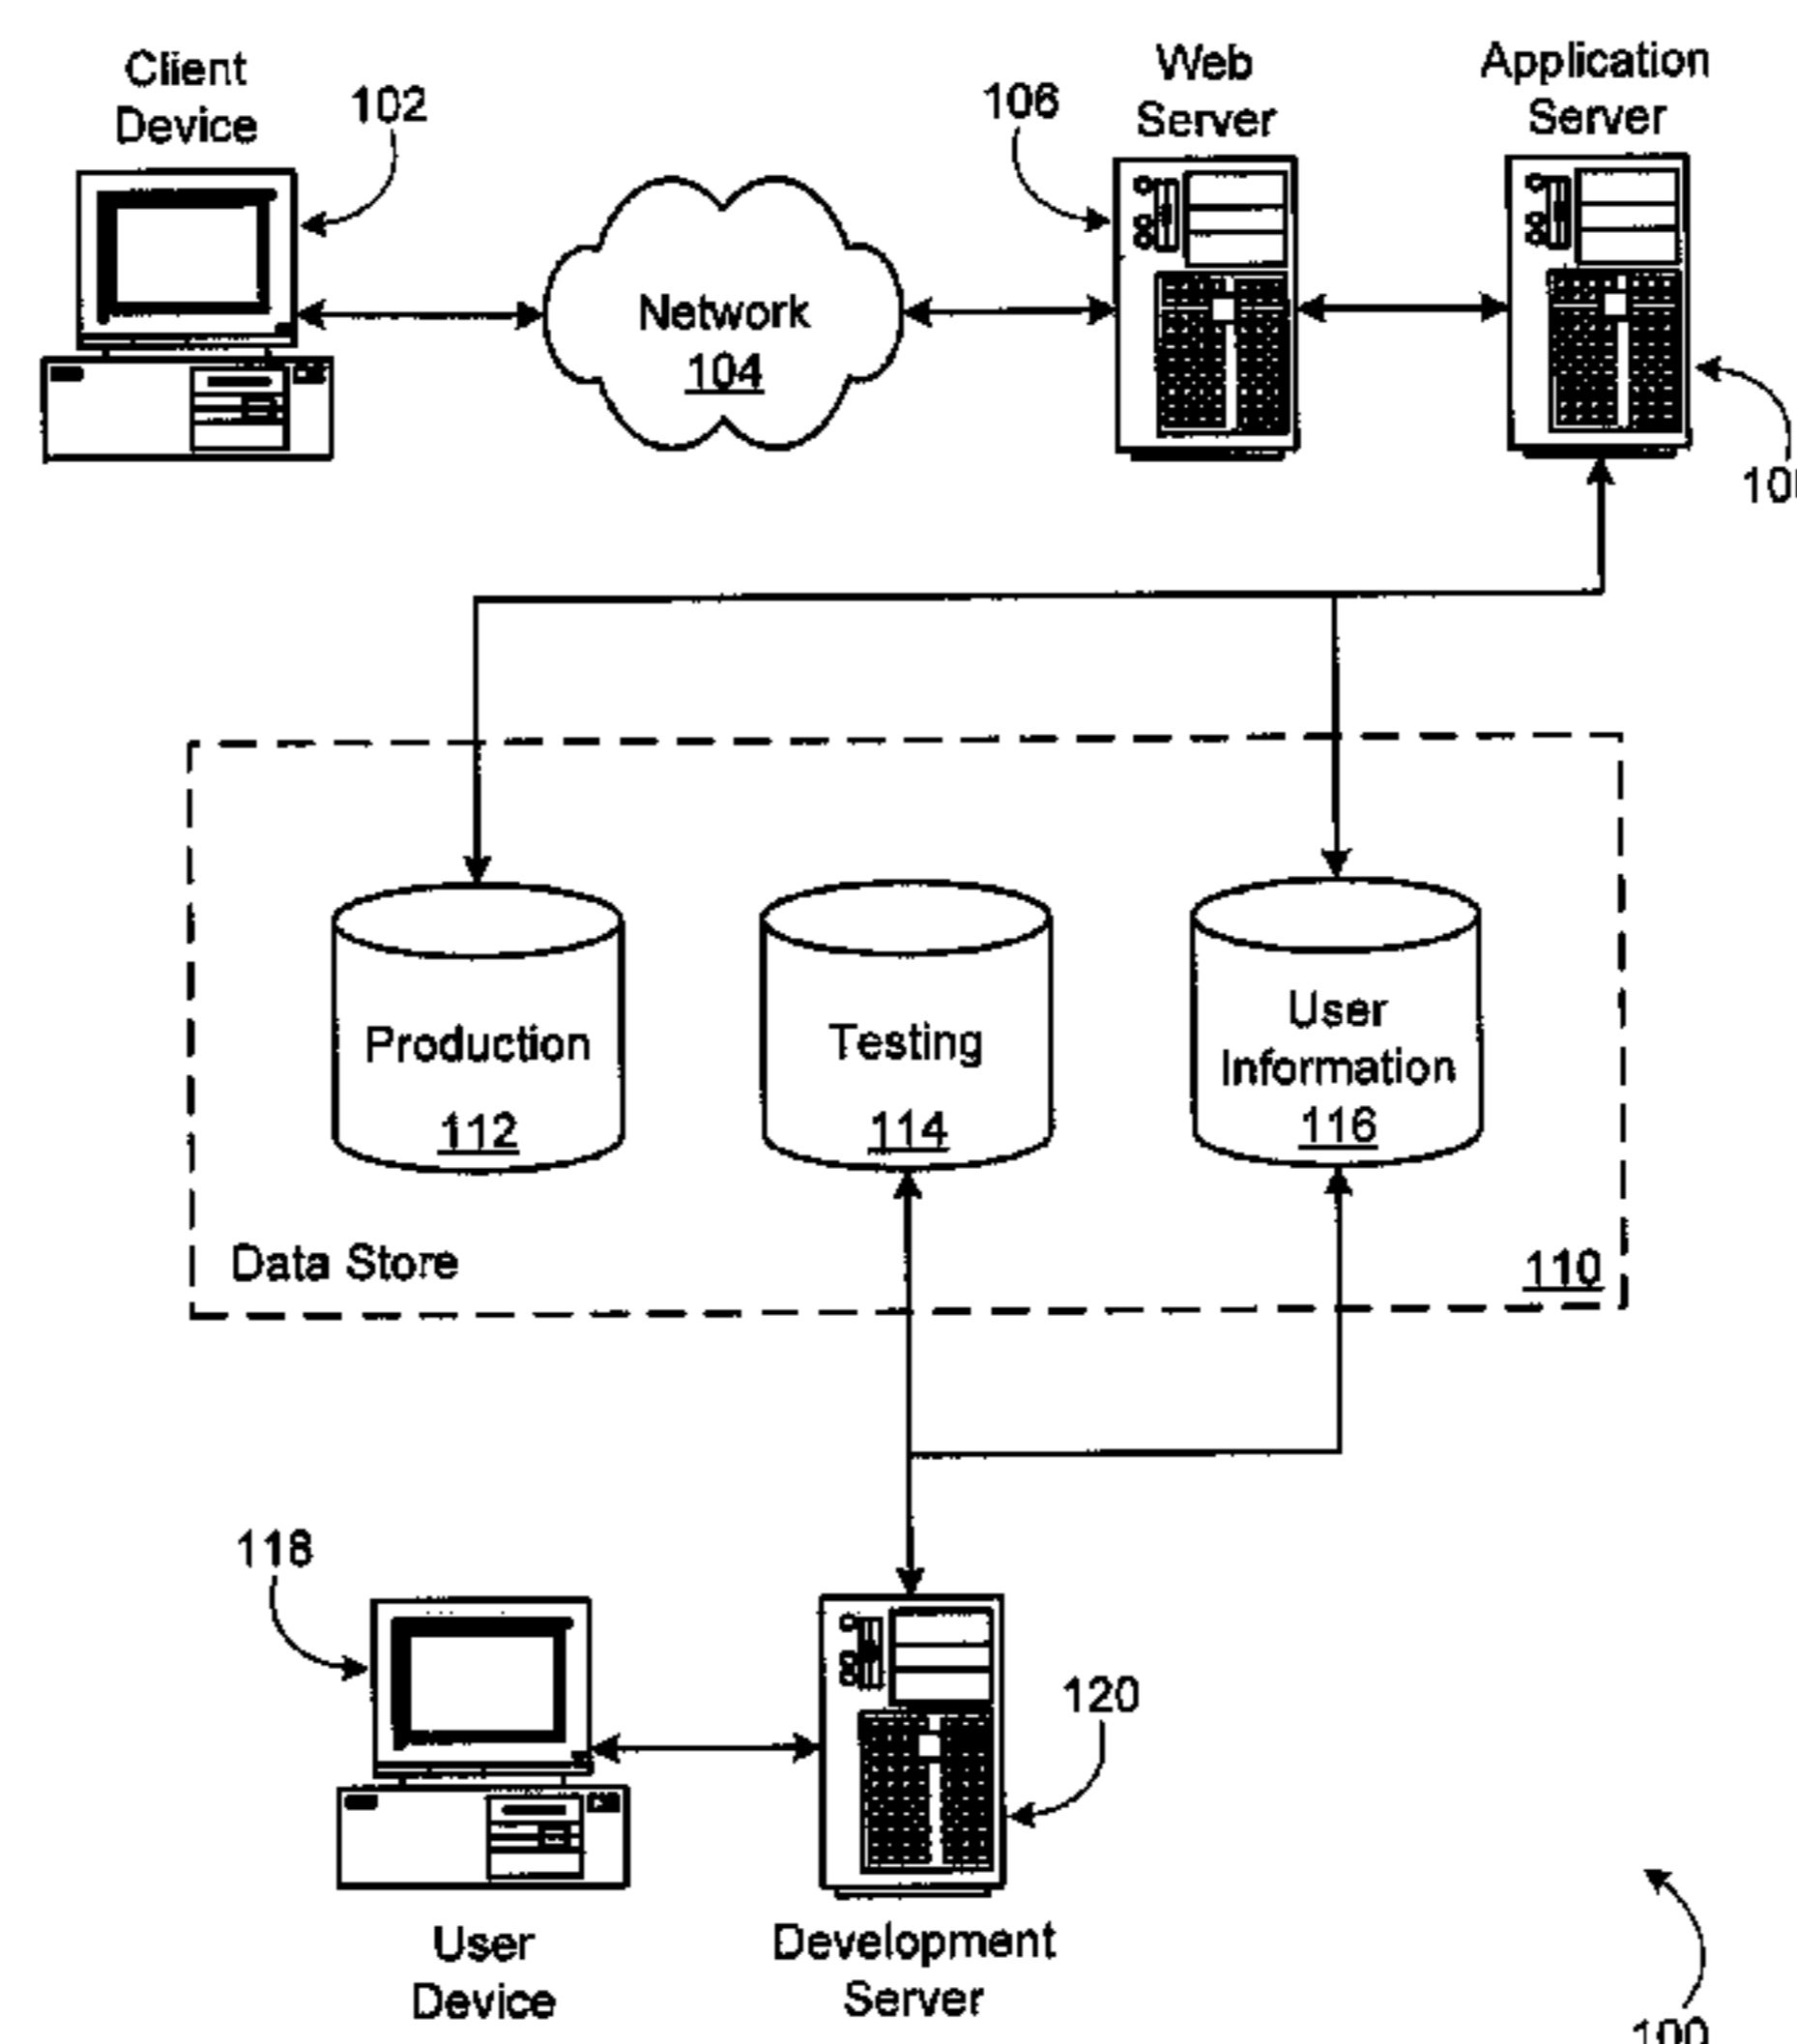 Client
Device
102
Network
104
106
Web
Server
Application
Server
Production
112
Testing
114
User
Information
116
Data Store
110
118
User
Device
Development
Server
120
100